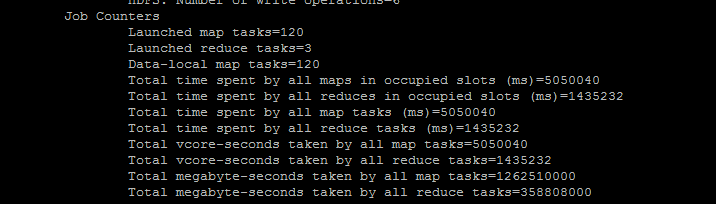 HDFS: Number of write operations=6
Job Counters
Launched map tasks=120
Launched reduce tasks=3
Data-local map tasks=120
Total time spent by all maps in occupied slots (ms)=5050040
Total time spent by all reduces in occupied slots (ms)=1435232
Total time spent by all map tasks (ms)=5050040
Total time spent by all reduce tasks (ms)=1435232
Total vcore-seconds taken by all map tasks=5050040
Total vcore-seconds taken by all reduce tasks=1435232
Total megabyte-seconds taken by all map tasks=1262510000
Total megabyte-seconds taken by all reduce tasks=358808000